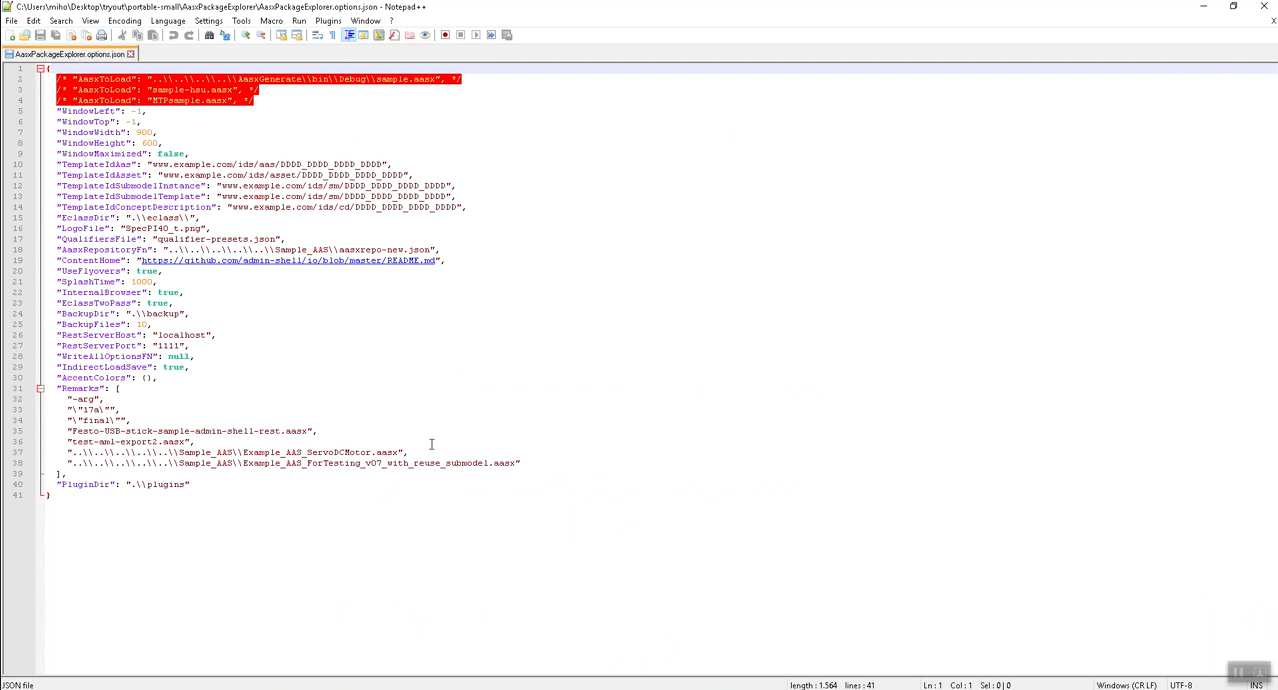 C:\Users\miho\Desktop\tryout\portable-small\AasxPackageExplorer\AasxPackageExplorer.options.json - Notepad++
File Edit Search View Encoding Language Settings Tools Macro Run Plugins Window ?
AasxPackageExplorer.options.json
1 {
2 /* "AasxToLoad": "..\\..\\..\\..\\AasxGenerate\\bin\\Debug\\sample.aasx", */
3 /* "AasxToLoad": "sample-hsu.aasx", */
4 /* "AasxToLoad": "MTPsample.aasx", */
5 "WindowLeft": -1,
6 "WindowTop": -1,
7 "WindowWidth": 900,
8 "WindowHeight": 600,
9 "WindowMaximized": false,
10 "TemplateIdAas": "www.example.com/ids/aas/DDDD_DDDD_DDDD_DDDD",
11 "TemplateIdAsset": "www.example.com/ids/asset/DDDD_DDDD_DDDD_DDDD",
12 "TemplateIdSubmodelInstance": "www.example.com/ids/sm/DDDD_DDDD_DDDD_DDDD",
13 "TemplateIdSubmodelTemplate": "www.example.com/ids/sm/DDDD_DDDD_DDDD_DDDD",
14 "TemplateIdConceptDescription": "www.example.com/ids/cd/DDDD_DDDD_DDDD_DDDD",
15 "EclassDir": ".\\eclass\\",
16 "LogoFile": "SpecPI40_t.png",
17 "QualifiersFile": "qualifier-presets.json",
18 "AasxRepositoryFn": "..\\..\\..\\..\\..\\Sample_AAS\\aasxrepo-new.json",
19 "ContentHome": "https://github.com/admin-shell/io/blob/master/README.md",
20 "UseFlyovers": true,
21 "SplashTime": 1000,
22 "InternalBrowser": true,
23 "EclassTwoPass": true,
24 "BackupDir": ".\\backup",
25 "BackupFiles": 10,
26 "RestServerHost": "localhost",
27 "RestServerPort": "1111",
28 "WriteAllOptionsFN": null,
29 "IndirectLoadSave": true,
30 "AccentColors": {},
31 "Remarks": [
32 "-arg",
33 "\"17a\"",
34 "\"final\"",
35 "Festo-USB-stick-sample-admin-shell-rest.aasx",
36 "test-aml-export2.aasx",
37 "..\\..\\..\\..\\..\\Sample_AAS\\Example_AAS_ServoDCMotor.aasx",
38 "..\\..\\..\\..\\..\\Sample_AAS\\Example_AAS_ForTesting_v07_with_reuse_submodel.aasx"
39 ],
40 "PluginDir": ".\\plugins"
41 }
JSON file length : 1.564 lines : 41 Ln : 1 Col : 1 Sel : 0 | 0 Windows (CR LF) UTF-8 INS